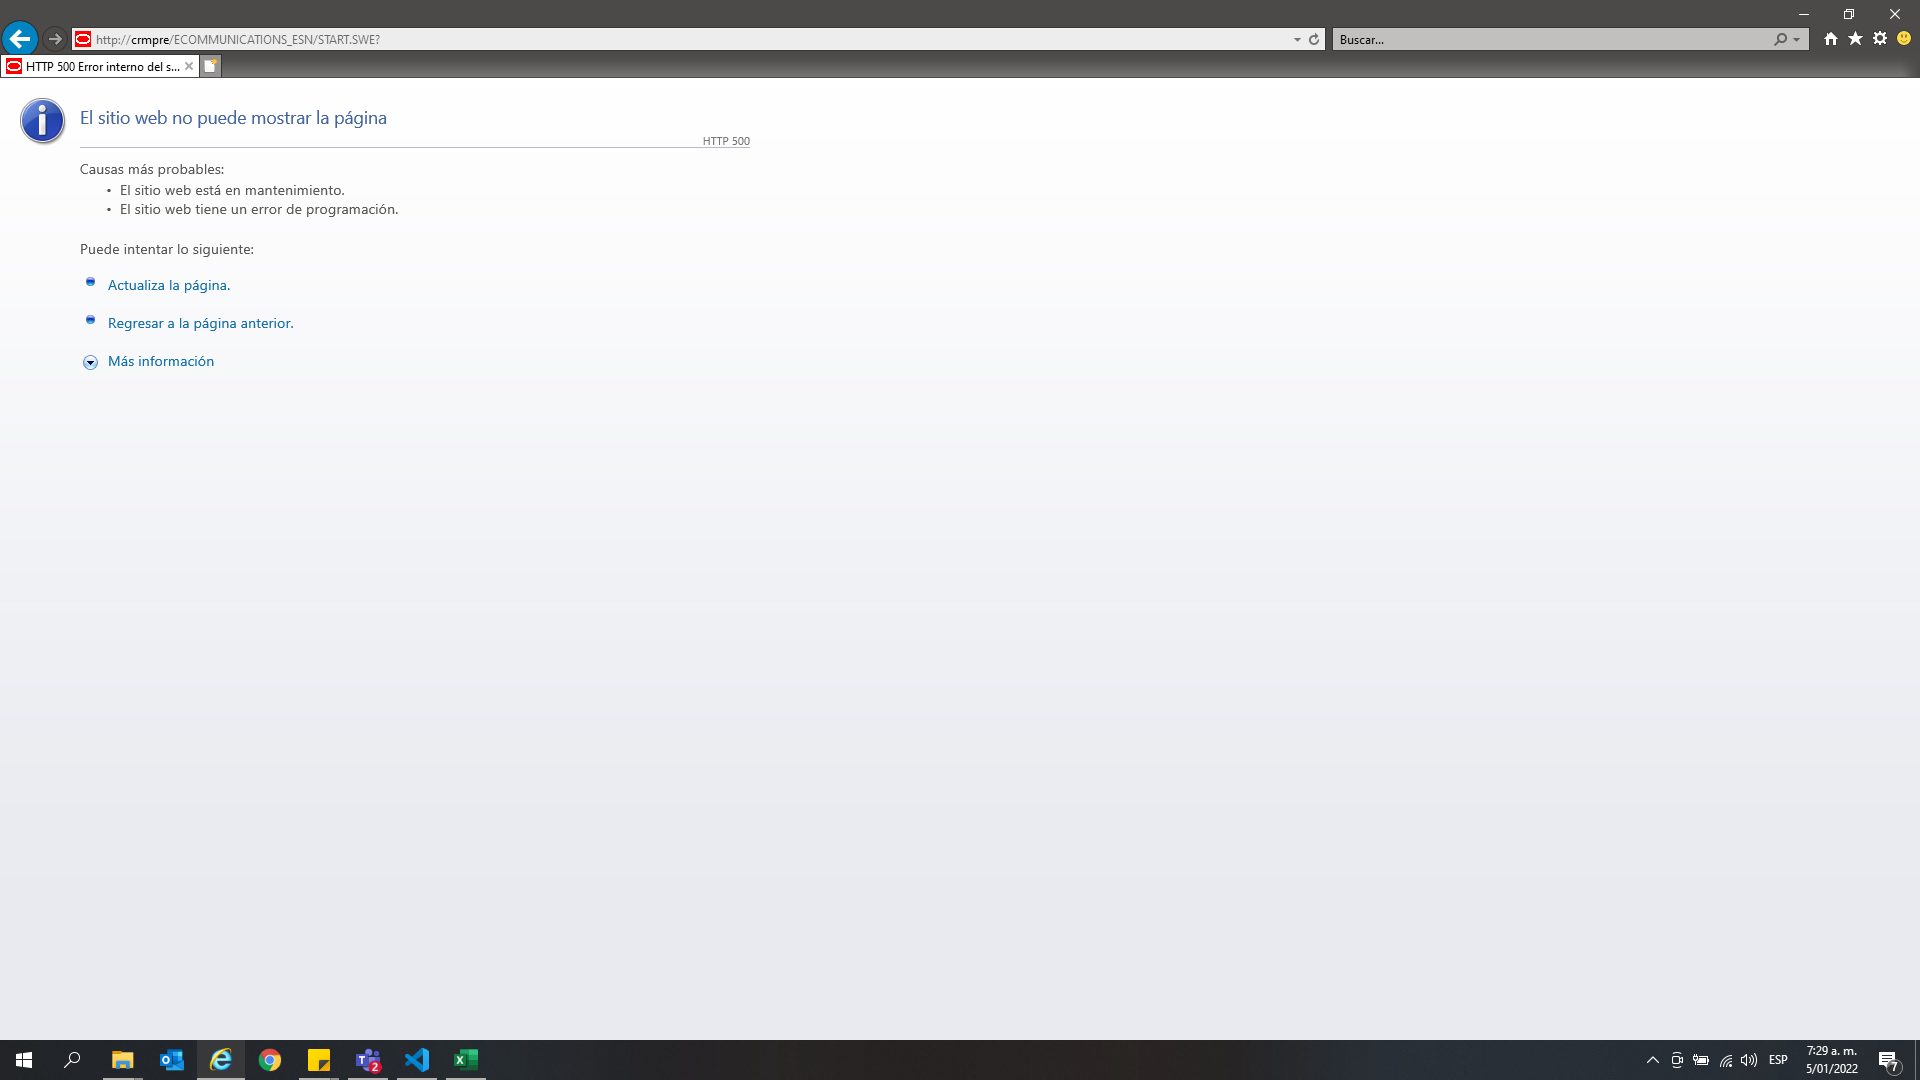 http://crmpre/ECOMMUNICATIONS_ESN/START.SWE?
Buscar...
HTTP 500 Error interno del s...
El sitio web no puede mostrar la página
HTTP 500
Causas más probables:
• El sitio web está en mantenimiento.
• El sitio web tiene un error de programación.
Puede intentar lo siguiente:
Actualiza la página.
Regresar a la página anterior.
Más información
2
ESP
7:29 a. m.
5/01/2022
7